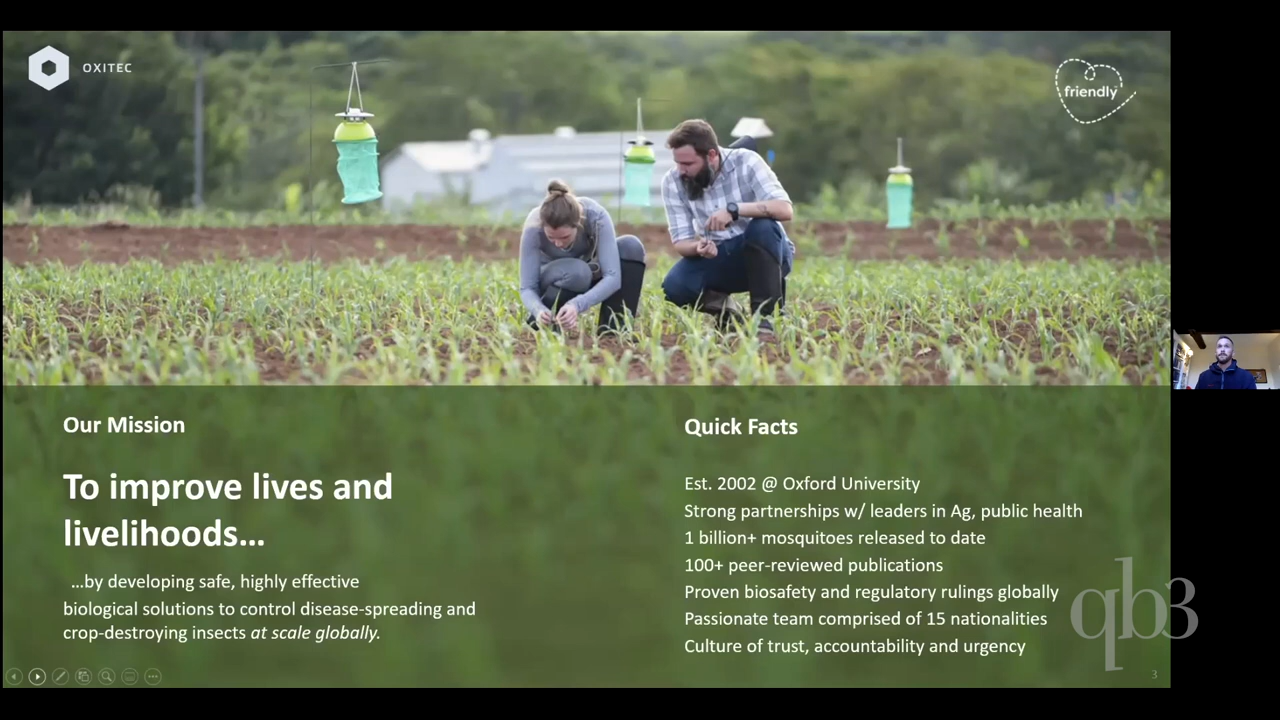 OXITEC
friendly
Our Mission
To improve lives and
livelihoods...
...by developing safe, highly effective
biological solutions to control disease-spreading and
crop-destroying insects at scale globally.
Quick Facts
Est. 2002 @ Oxford University
Strong partnerships w/ leaders in Ag, public health
1 billion+ mosquitoes released to date
100+ peer-reviewed publications
Proven biosafety and regulatory rulings globally
Passionate team comprised of 15 nationalities
Culture of trust, accountability and urgency
qb3
3